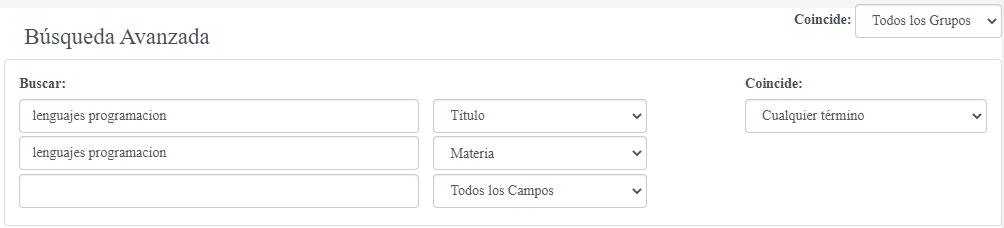 Coincide: Todos los Grupos
Búsqueda Avanzada
Buscar: Coincide:
lenguajes programacion Título Cualquier término
lenguajes programacion Materia
Todos los Campos